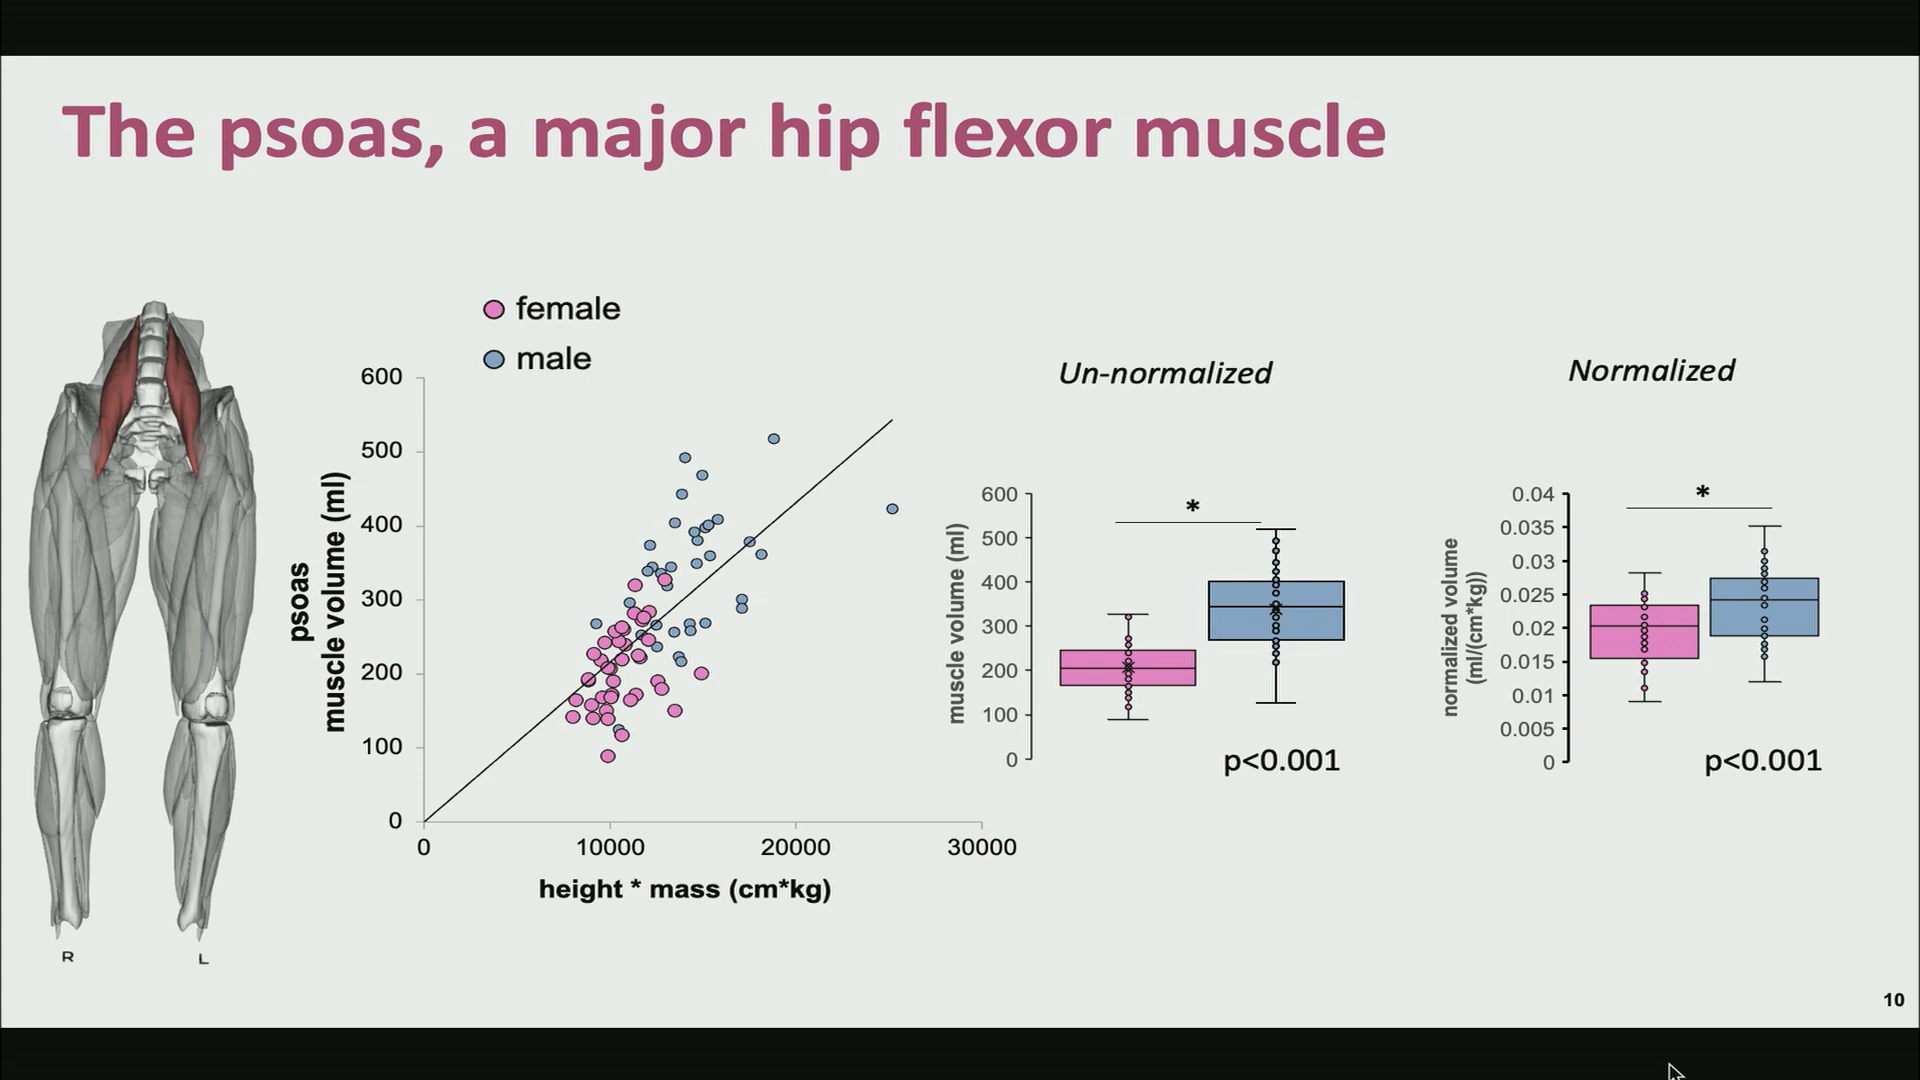 The psoas, a major hip flexor muscle
R
L
female
male
psoas
muscle volume (ml)
600
500
400
300
200
100
0
0
10000
20000
30000
height * mass (cm*kg)
Un-normalized
muscle volume (ml)
600
500
400
300
200
100
0
*
p<0.001
Normalized
normalized volume
(ml/(cm*kg))
0.04
0.035
0.03
0.025
0.02
0.015
0.01
0.005
0
*
p<0.001
10